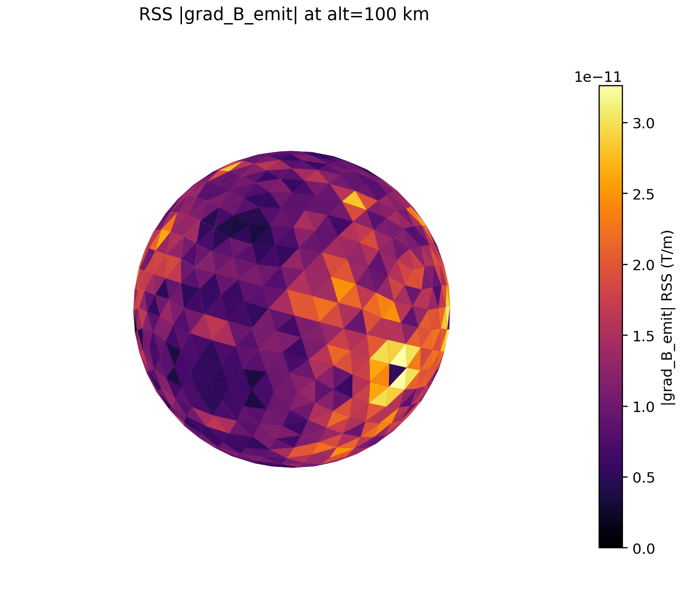 RSS |grad_B_emit| at alt=100 km
1e−11
3.0
2.5
2.0
1.5
1.0
0.5
0.0
|grad_B_emit| RSS (T/m)